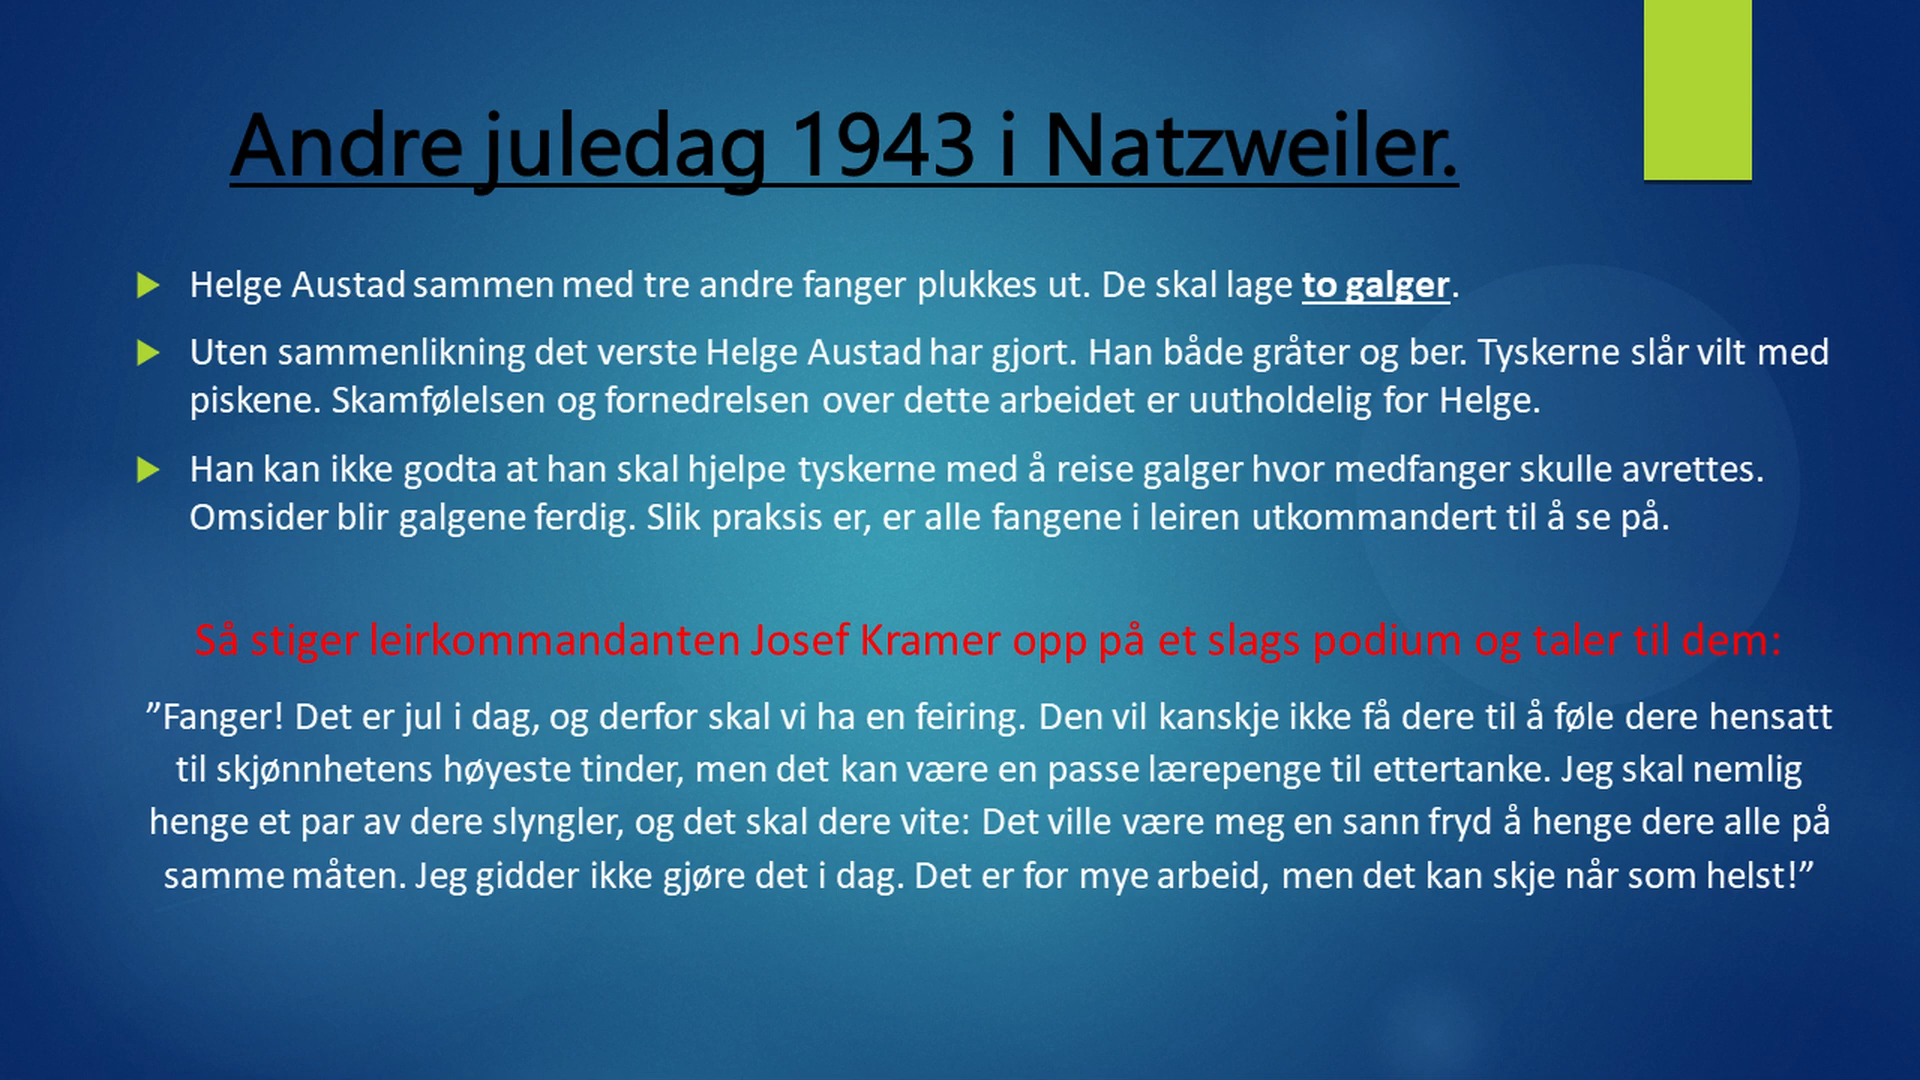 Andre juledag 1943 i Natzweiler.
Helge Austad sammen med tre andre fanger plukkes ut. De skal lage to galger.
Uten sammenlikning det verste Helge Austad har gjort. Han både gråter og ber. Tyskerne slår vilt med
piskene. Skamfølelsen og fornedrelsen over dette arbeidet er uutholdelig for Helge.
Han kan ikke godta at han skal hjelpe tyskerne med å reise galger hvor medfanger skulle avrettes.
Omsider blir galgene ferdig. Slik praksis er, er alle fangene i leiren utkommandert til å se på.
Så stiger leirkommandanten Josef Kramer opp på et slags podium og taler til dem:
”Fanger! Det er jul i dag, og derfor skal vi ha en feiring. Den vil kanskje ikke få dere til å føle dere hensatt
til skjønnhetens høyeste tinder, men det kan være en passe lærepenge til ettertanke. Jeg skal nemlig
henge et par av dere slyngler, og det skal dere vite: Det ville være meg en sann fryd å henge dere alle på
samme måten. Jeg gidder ikke gjøre det i dag. Det er for mye arbeid, men det kan skje når som helst!”